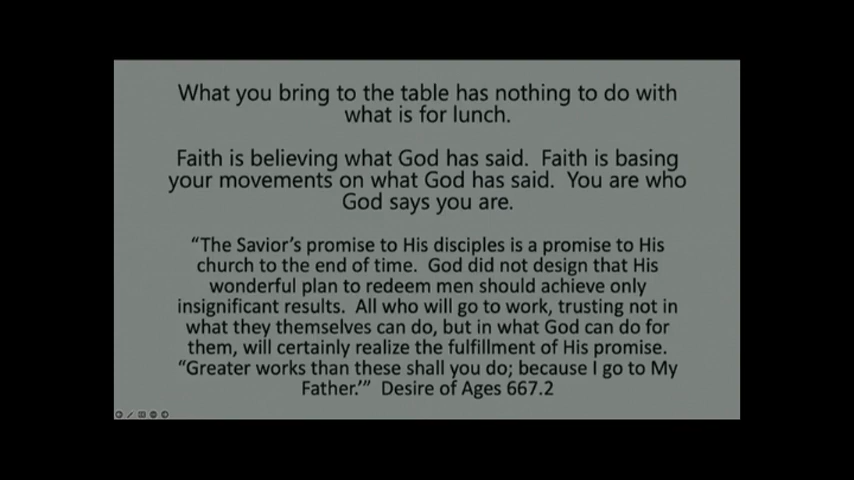 What you bring to the table has nothing to do with
what is for lunch.
Faith is believing what God has said.  Faith is basing
your movements on what God has said.  You are who
God says you are.
“The Savior’s promise to His disciples is a promise to His
church to the end of time.  God did not design that His
wonderful plan to redeem men should achieve only
insignificant results.  All who will go to work, trusting not in
what they themselves can do, but in what God can do for
them, will certainly realize the fulfillment of His promise.
“Greater works than these shall you do; because I go to My
Father.’”  Desire of Ages 667.2